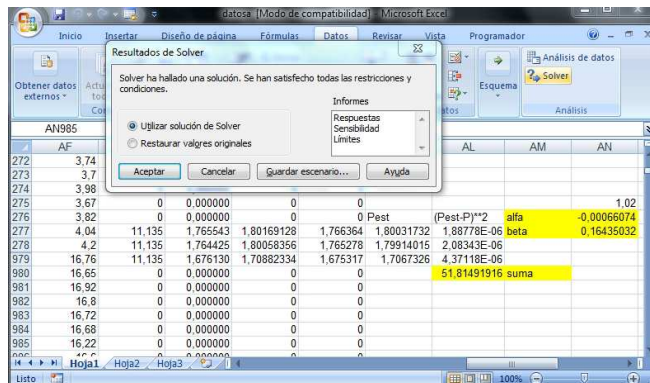 datosa [Modo de compatibilidad] - Microsoft Excel
Inicio Insertar Diseño de página Fórmulas Datos Revisar Vista Programador
Resultados de Solver
Solver ha hallado una solución. Se han satisfecho todas las restricciones y
condiciones.
Informes
Utilizar solución de Solver
Restaurar valores originales
Respuestas
Sensibilidad
Límites
Aceptar Cancelar Guardar escenario... Ayuda
Obtener datos
externos
Esquema
Análisis de datos
Solver
Análisis
AN985
AF AL AM AN
272 3,74
273 3,7
274 3,98
275 3,67 0 0,000000 0 0 1,02
276 3,82 0 0,000000 0 0 Pest (Pest-P)**2 alfa -0,00066074
277 4,04 11,135 1,765543 1,80169128 1,766364 1,80031732 1,88778E-06 beta 0,16435032
278 4,2 11,135 1,764425 1,80058356 1,765278 1,79914015 2,08343E-06
979 16,76 11,135 1,676130 1,70882334 1,675317 1,7067326 4,37118E-06
980 16,65 0 0,000000 0 0 51,81491916 suma
981 16,92 0 0,000000 0 0
982 16,8 0 0,000000 0 0
983 16,72 0 0,000000 0 0
984 16,68 0 0,000000 0 0
985 16,22 0 0,000000 0 0
Hoja1 Hoja2 Hoja3
Listo 100%